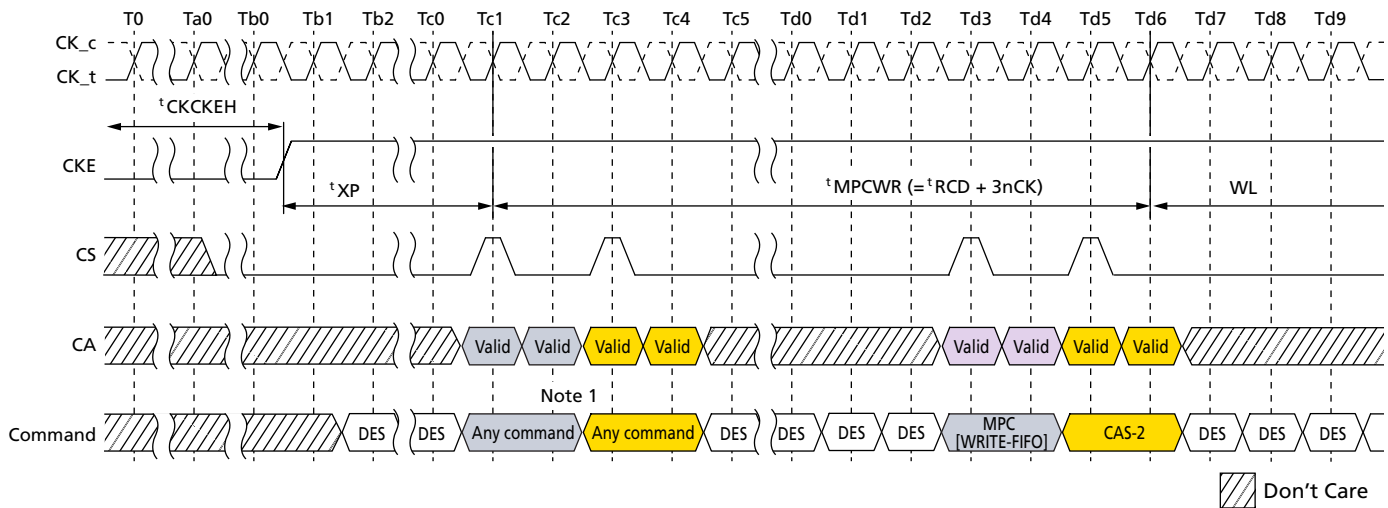 T0 Ta0 Tb0 Tb1 Tb2 Tc0 Tc1 Tc2 Tc3 Tc4 Tc5 Td0 Td1 Td2 Td3 Td4 Td5 Td6 Td7 Td8 Td9
CK_c
CK_t
tCKCKEH
CKE
tXP tMPCWR (= tRCD + 3nCK) WL
CS
CA Valid Valid Valid Valid Valid Valid Valid Valid
Note 1
Command DES DES Any command Any command DES DES DES DES MPC [WRITE-FIFO] CAS-2 DES DES DES
Don't Care